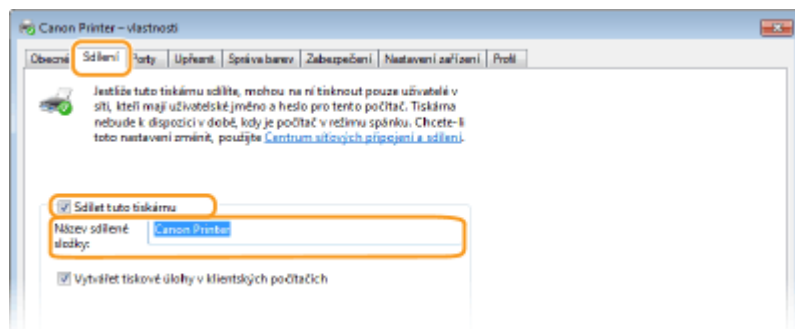 Canon Printer – vlastnosti
Obecné Sdílení Porty Upřesnit Správa barev Zabezpečení Nastavení zařízení Profil
Jestliže tuto tiskárnu sdílíte, mohou na ní tisknout pouze uživatelé v
síti, kteří mají uživatelské jméno a heslo pro tento počítač. Tiskárna
nebude k dispozici v době, kdy je počítač v režimu spánku. Chcete-li
toto nastavení změnit, použijte Centrum síťových připojení a sdílení.
Sdílet tuto tiskárnu
Název sdílené Canon Printer
složky:
Vytvářet tiskové úlohy v klientských počítačích